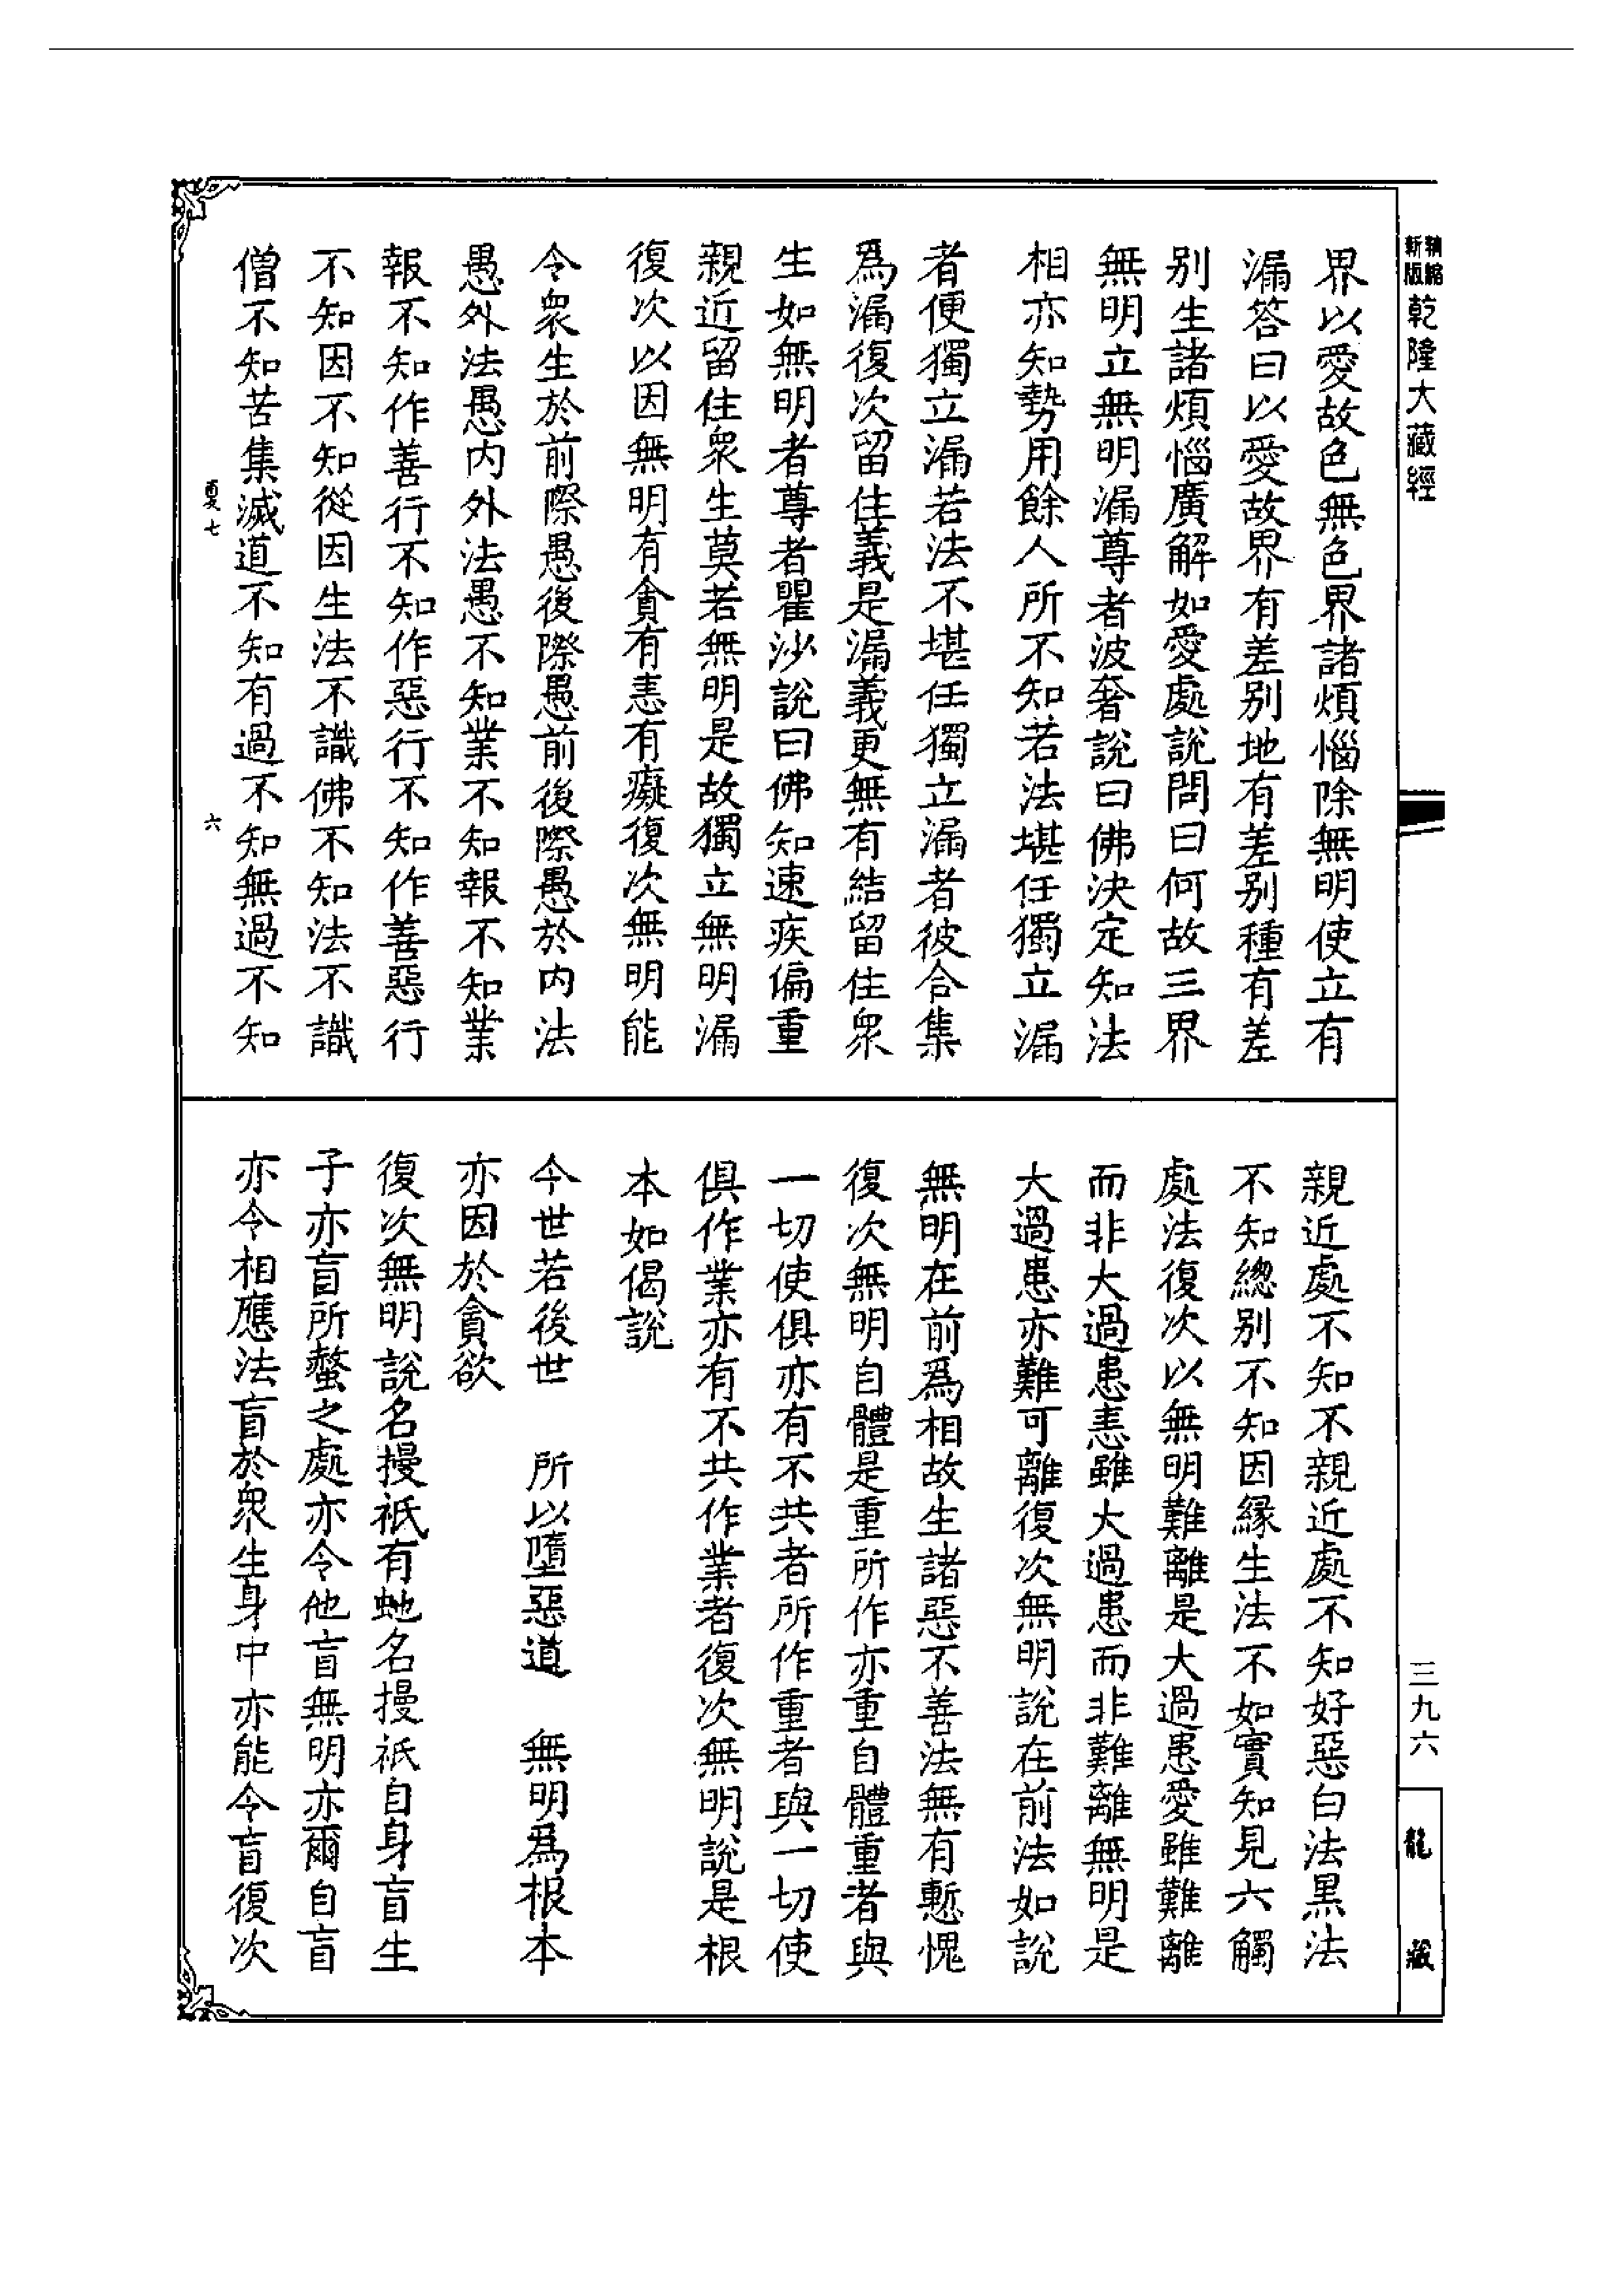 新版精縮乾隆大藏經
三九六
龍藏
界以愛故色無色界諸煩惱除無明使立有
漏答曰以愛故界有差別地有差別種有差
別生諸煩惱廣解如愛處說問曰何故三界
無明立無明漏尊者波奢說曰佛決定知法
相亦知勢用餘人所不知若法堪任獨立漏
者便獨立漏若法不堪任獨立漏者彼合集
爲漏復次留住義是漏義更無有結留住衆
生如無明者尊者瞿沙說曰佛知速疾偏重
親近留住衆生莫若無明是故獨立無明漏
復次以因無明有貪有恚有癡復次無明能
令衆生於前際愚後際愚前後際愚於内法
愚外法愚内外法愚不知業不知報不知業
報不知作善行不知作惡行不知作善惡行
不知因不知從因生法不識佛不知法不識
僧不知苦集滅道不知有過不知無過不知
夏七 六
親近處不知不親近處不知好惡白法黑法
不知總別不知因緣生法不如實知見六觸
處法復次以無明難離是大過患愛雖難離
而非大過患恚雖大過患而非難離無明是
大過患亦難可離復次無明說在前法如說
無明在前爲相故生諸惡不善法無有慙愧
復次無明自體是重所作亦重自體重者與
一切使俱亦有不共者所作重者與一切使
俱作業亦有不共作業者復次無明說是根
本如偈說
今世若後世 所以墮惡道 無明爲根本
亦因於貪欲
復次無明說名摱祇有虵名摱祇自身盲生
子亦盲所螫之處亦令他盲無明亦爾自盲
亦令相應法盲於衆生身中亦能令盲復次